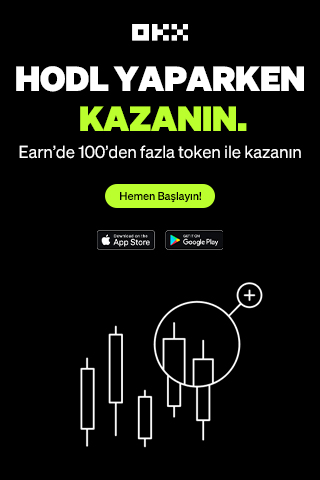 OKX
HODL YAPARKEN
KAZANIN.
Earn'de 100'den fazla token ile kazanın
Hemen Başlayın!
Download on the
App Store
GET IT ON
Google Play